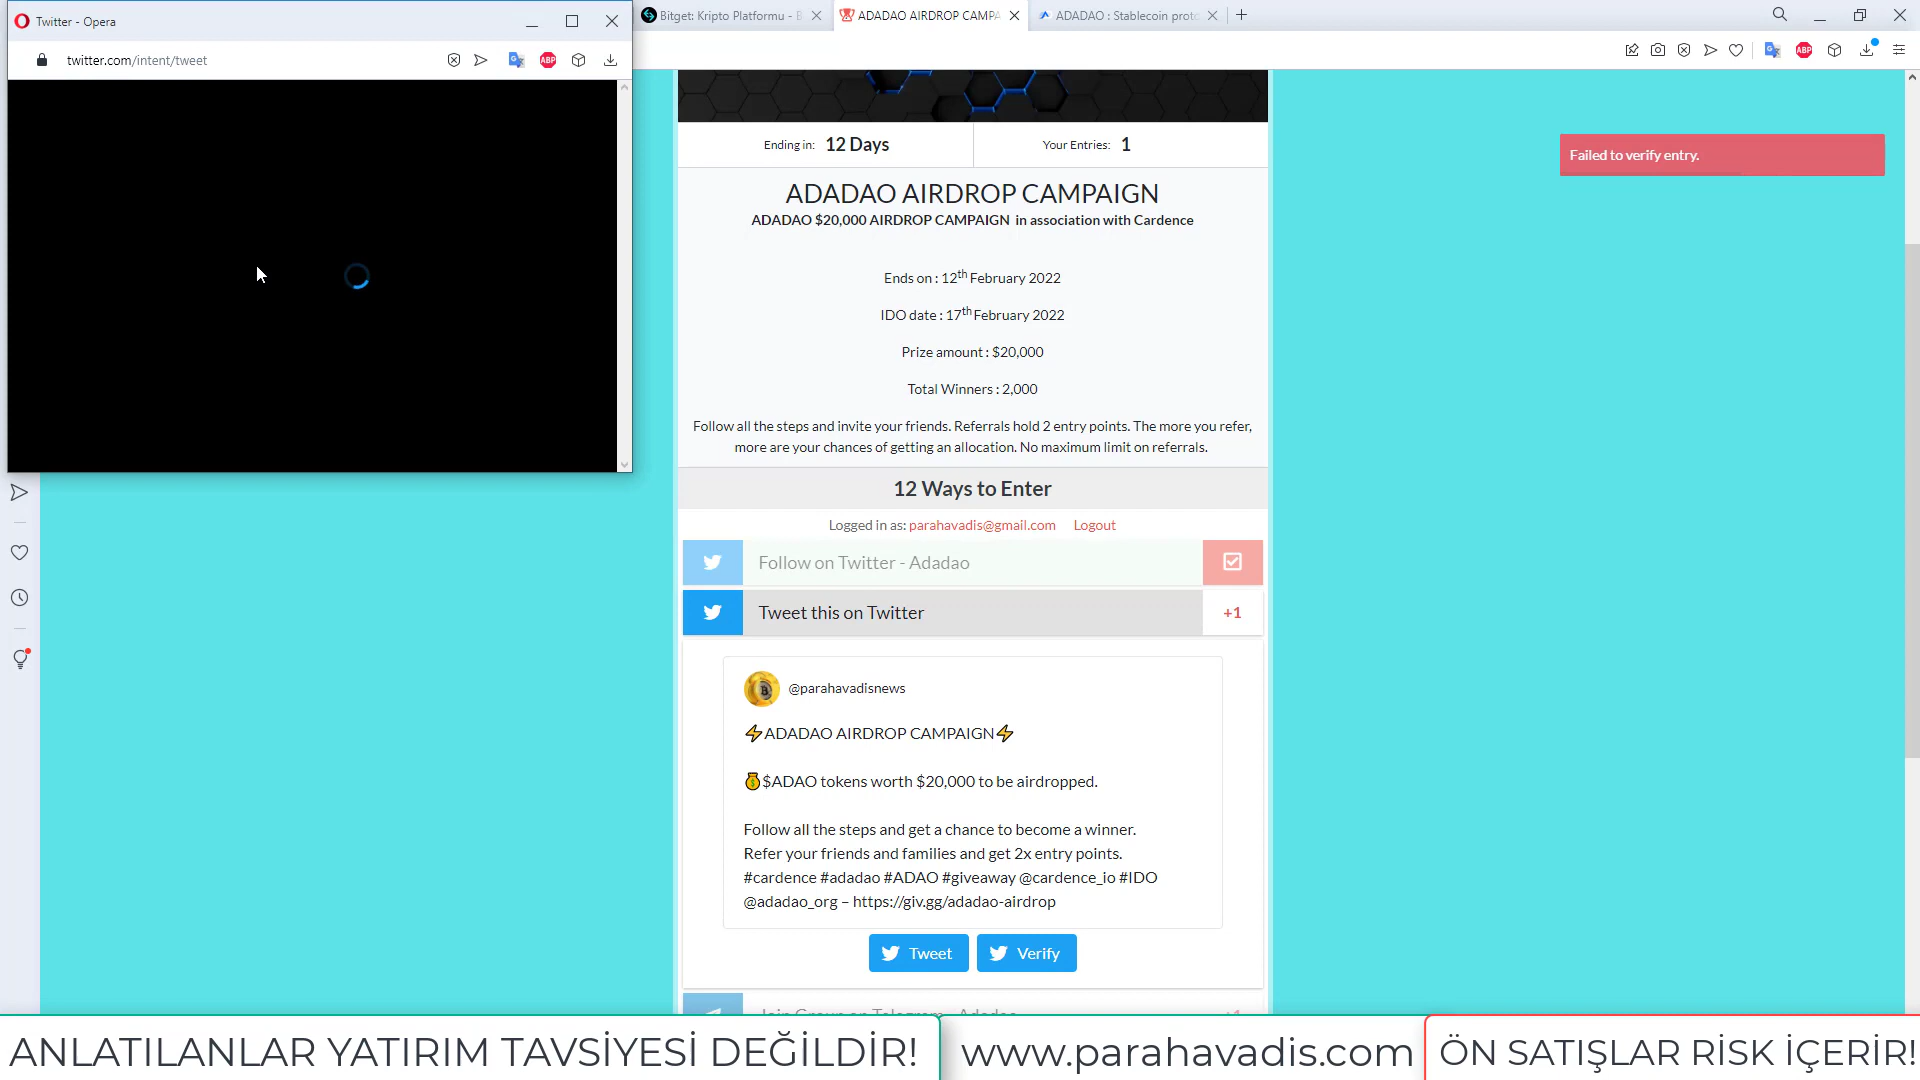 Twitter - Opera
Bitget: Kripto Platformu - B
ADADAO AIRDROP CAMPA
ADADAO : Stablecoin proto
twitter.com/intent/tweet
ABP
ABP
Ending in: 12 Days
Your Entries: 1
Failed to verify entry.
ADADAO AIRDROP CAMPAIGN
ADADAO $20,000 AIRDROP CAMPAIGN in association with Cardence
Ends on : 12th February 2022
IDO date : 17th February 2022
Prize amount : $20,000
Total Winners : 2,000
Follow all the steps and invite your friends. Referrals hold 2 entry points. The more you refer,
more are your chances of getting an allocation. No maximum limit on referrals.
12 Ways to Enter
Logged in as: parahavadis@gmail.com Logout
Follow on Twitter - Adadao
Tweet this on Twitter +1
@parahavadisnews
⚡ADADAO AIRDROP CAMPAIGN⚡
💰$ADAO tokens worth $20,000 to be airdropped.
Follow all the steps and get a chance to become a winner.
Refer your friends and families and get 2x entry points.
#cardence #adadao #ADAO #giveaway @cardence_io #IDO
@adadao_org – https://giv.gg/adadao-airdrop
Tweet Verify
Join Group on Telegram - Adadao +1
ANLATILANLAR YATIRIM TAVSİYESİ DEĞİLDİR!
www.parahavadis.com
ÖN SATIŞLAR RİSK İÇERİR!